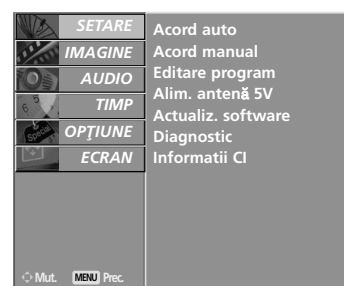 SETARE
IMAGINE
AUDIO
TIMP
OPŢIUNE
ECRAN
Acord auto
Acord manual
Editare program
Alim. antenă 5V
Actualiz. software
Diagnostic
Informatii CI
Mut. MENU Prec.